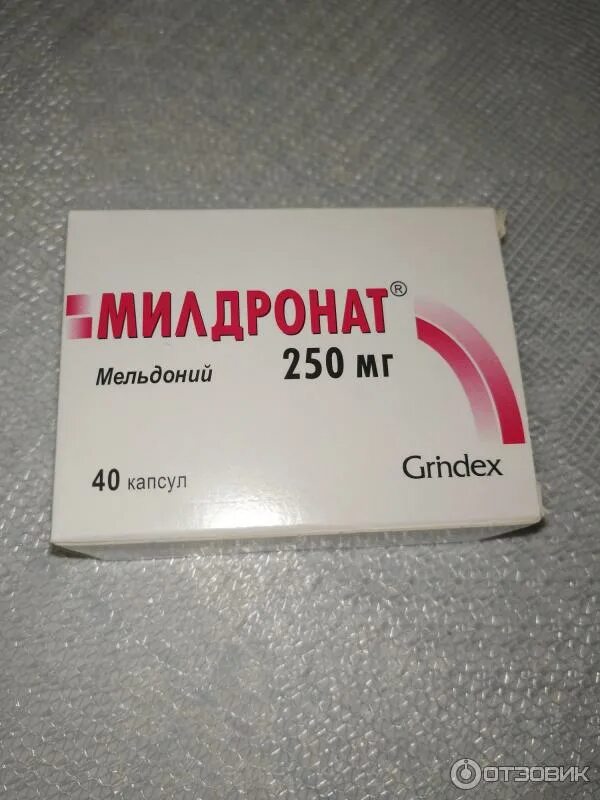 МИЛДРОНАТ®
Мельдоний 250 мг
40 капсул
Grindex
ОТЗОВИК